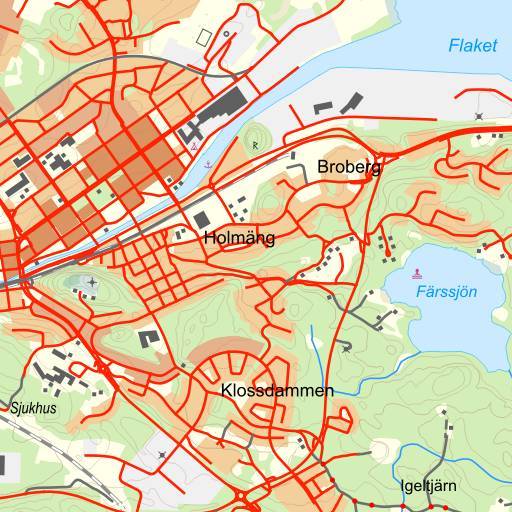 Flaket
R
Broberg
Holmäng
Färssjön
Klossdammen
Sjukhus
Igeltjärn